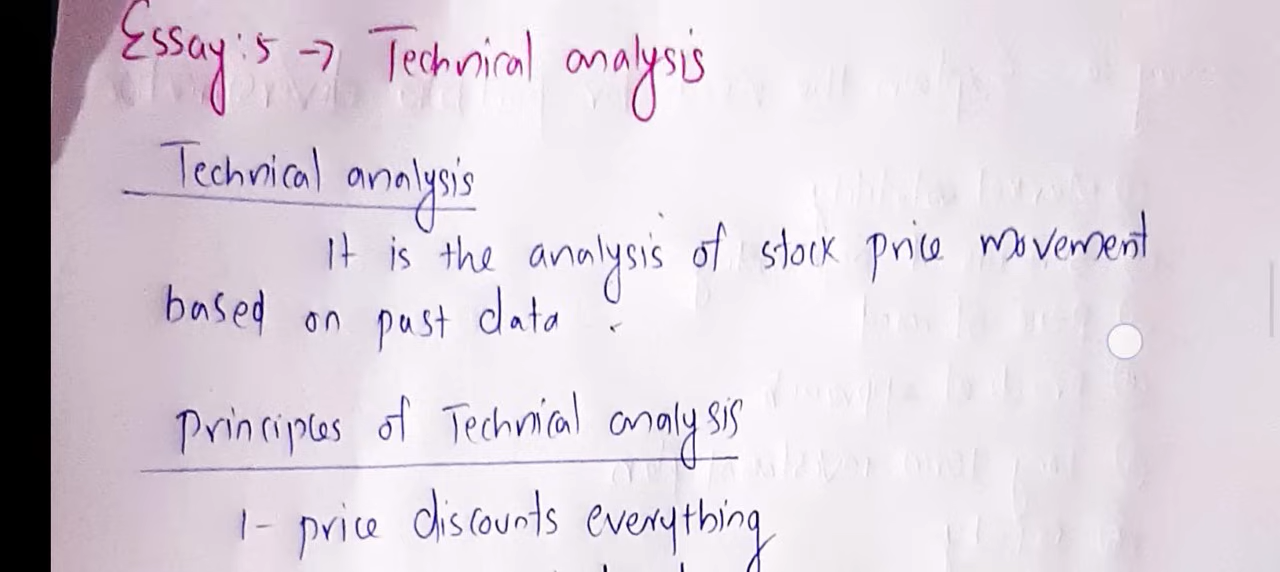 Essay: 5 → Technical analysis
Technical analysis
It is the analysis of stock price movement
based on past data.
Principles of Technical analysis
1- price discounts everything